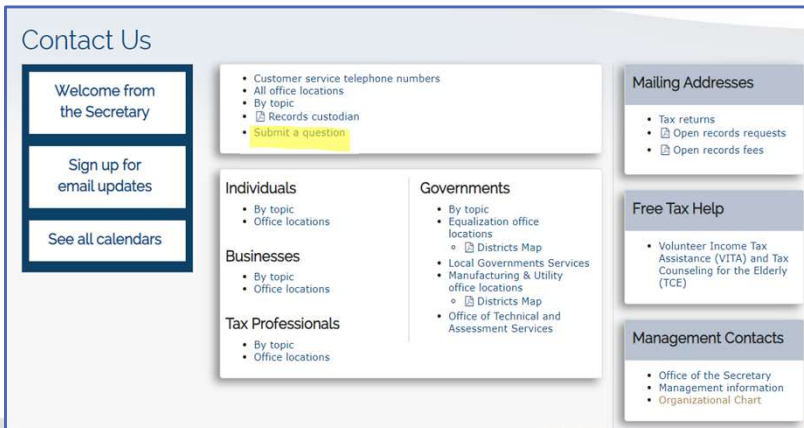 Contact Us
Welcome from
the Secretary
Sign up for
email updates
See all calendars
Customer service telephone numbers
All office locations
By topic
Records custodian
Submit a question
Individuals
By topic
Office locations
Businesses
By topic
Office locations
Tax Professionals
By topic
Office locations
Governments
By topic
Equalization office
locations
Districts Map
Local Governments Services
Manufacturing & Utility
office locations
Districts Map
Office of Technical and
Assessment Services
Mailing Addresses
Tax returns
Open records requests
Open records fees
Free Tax Help
Volunteer Income Tax
Assistance (VITA) and Tax
Counseling for the Elderly
(TCE)
Management Contacts
Office of the Secretary
Management information
Organizational Chart